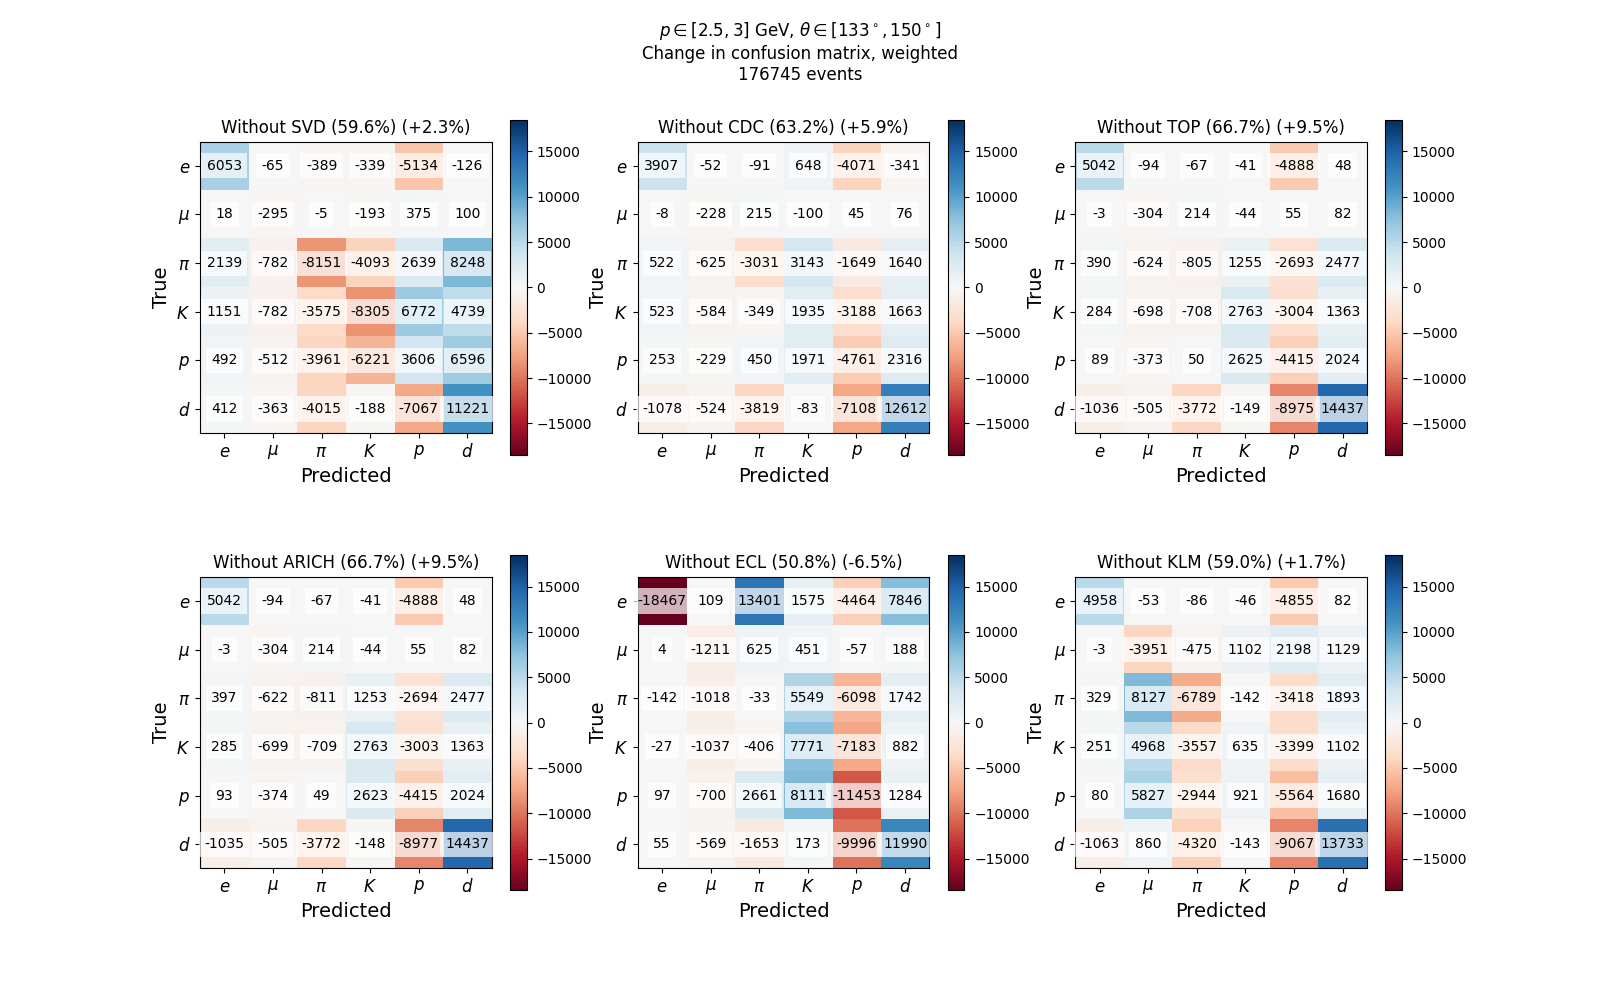 p ∈ [2.5, 3] GeV, θ ∈ [133°, 150°]
Change in confusion matrix, weighted
176745 events
Without SVD (59.6%) (+2.3%)
True
e 6053 -65 -389 -339 -5134 -126
μ 18 -295 -5 -193 375 100
π 2139 -782 -8151 -4093 2639 8248
K 1151 -782 -3575 -8305 6772 4739
p 492 -512 -3961 -6221 3606 6596
d 412 -363 -4015 -188 -7067 11221
e μ π K p d
Predicted
15000
10000
5000
0
−5000
−10000
−15000
Without CDC (63.2%) (+5.9%)
True
e 3907 -52 -91 648 -4071 -341
μ -8 -228 215 -100 45 76
π 522 -625 -3031 3143 -1649 1640
K 523 -584 -349 1935 -3188 1663
p 253 -229 450 1971 -4761 2316
d -1078 -524 -3819 -83 -7108 12612
e μ π K p d
Predicted
15000
10000
5000
0
−5000
−10000
−15000
Without TOP (66.7%) (+9.5%)
True
e 5042 -94 -67 -41 -4888 48
μ -3 -304 214 -44 55 82
π 390 -624 -805 1255 -2693 2477
K 284 -698 -708 2763 -3004 1363
p 89 -373 50 2625 -4415 2024
d -1036 -505 -3772 -149 -8975 14437
e μ π K p d
Predicted
15000
10000
5000
0
−5000
−10000
−15000
Without ARICH (66.7%) (+9.5%)
True
e 5042 -94 -67 -41 -4888 48
μ -3 -304 214 -44 55 82
π 397 -622 -811 1253 -2694 2477
K 285 -699 -709 2763 -3003 1363
p 93 -374 49 2623 -4415 2024
d -1035 -505 -3772 -148 -8977 14437
e μ π K p d
Predicted
15000
10000
5000
0
−5000
−10000
−15000
Without ECL (50.8%) (-6.5%)
True
e -18467 109 13401 1575 -4464 7846
μ 4 -1211 625 451 -57 188
π -142 -1018 -33 5549 -6098 1742
K -27 -1037 -406 7771 -7183 882
p 97 -700 2661 8111 -11453 1284
d 55 -569 -1653 173 -9996 11990
e μ π K p d
Predicted
15000
10000
5000
0
−5000
−10000
−15000
Without KLM (59.0%) (+1.7%)
True
e 4958 -53 -86 -46 -4855 82
μ -3 -3951 -475 1102 2198 1129
π 329 8127 -6789 -142 -3418 1893
K 251 4968 -3557 635 -3399 1102
p 80 5827 -2944 921 -5564 1680
d -1063 860 -4320 -143 -9067 13733
e μ π K p d
Predicted
15000
10000
5000
0
−5000
−10000
−15000